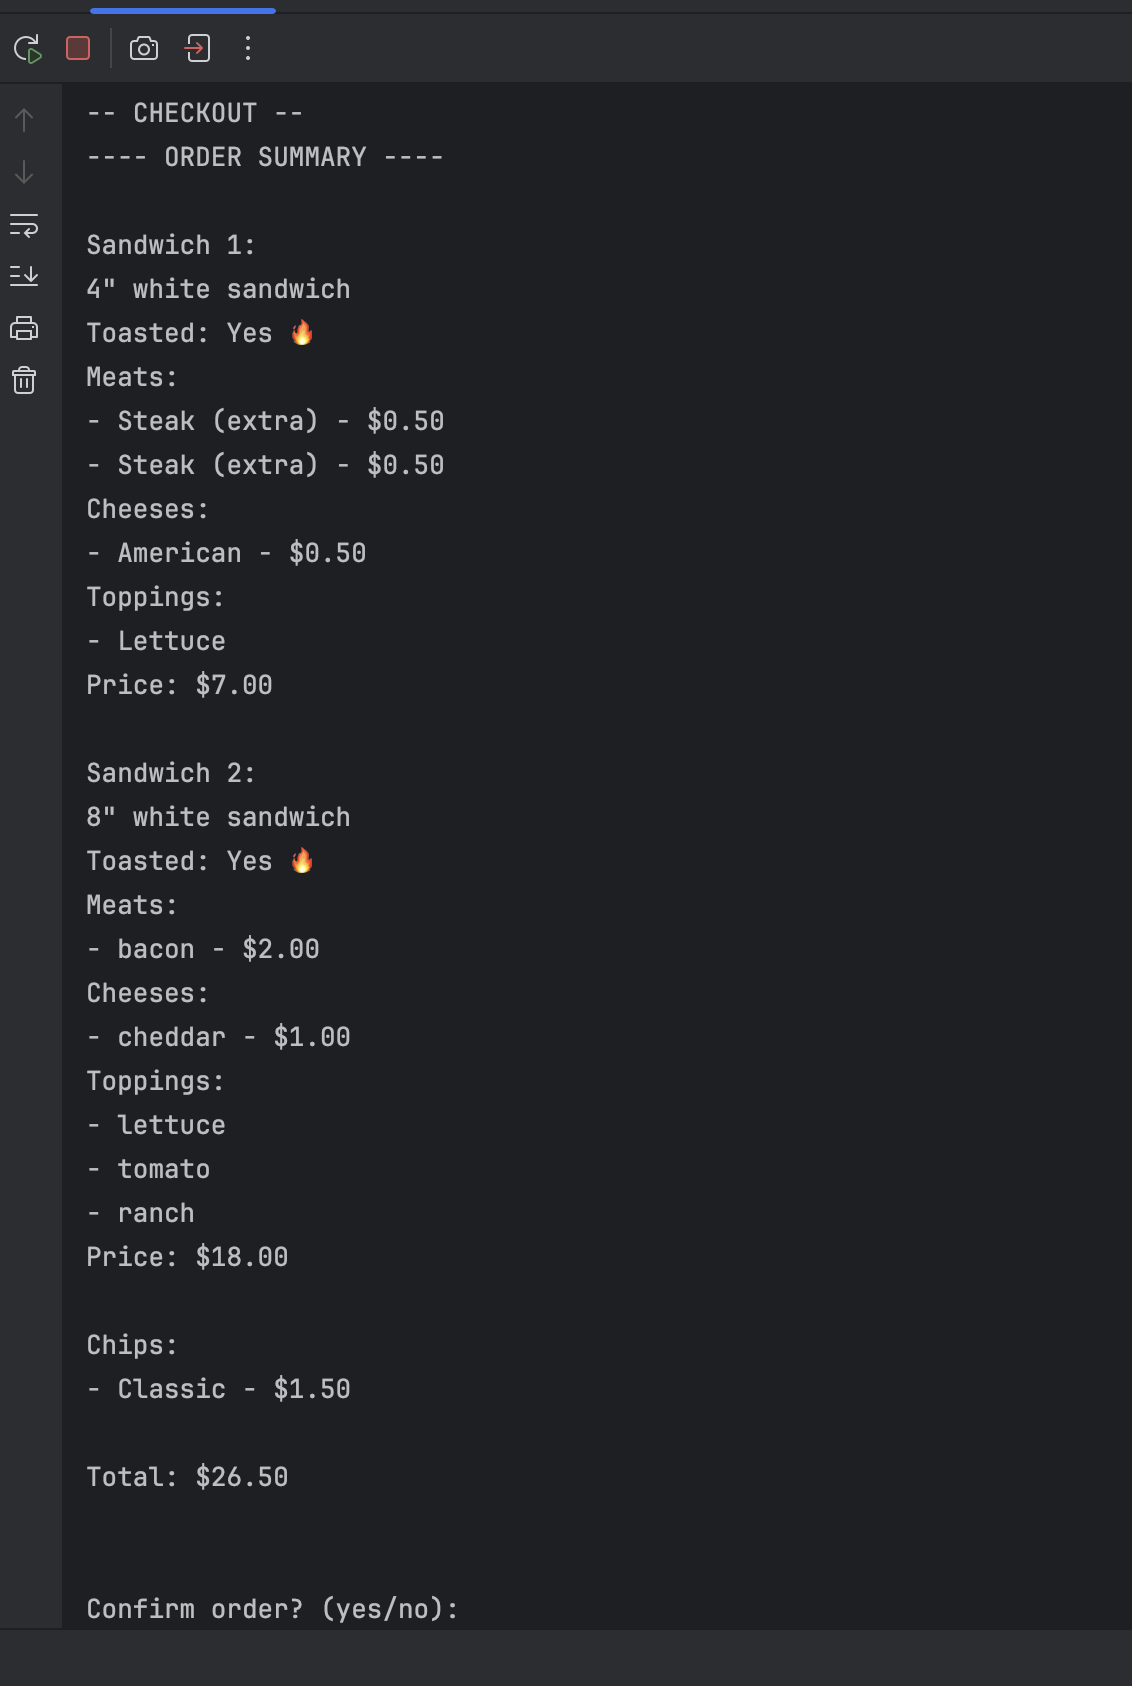 -- CHECKOUT --
---- ORDER SUMMARY ----
Sandwich 1:
4" white sandwich
Toasted: Yes 🔥
Meats:
- Steak (extra) - $0.50
- Steak (extra) - $0.50
Cheeses:
- American - $0.50
Toppings:
- Lettuce
Price: $7.00
Sandwich 2:
8" white sandwich
Toasted: Yes 🔥
Meats:
- bacon - $2.00
Cheeses:
- cheddar - $1.00
Toppings:
- lettuce
- tomato
- ranch
Price: $18.00
Chips:
- Classic - $1.50
Total: $26.50
Confirm order? (yes/no):